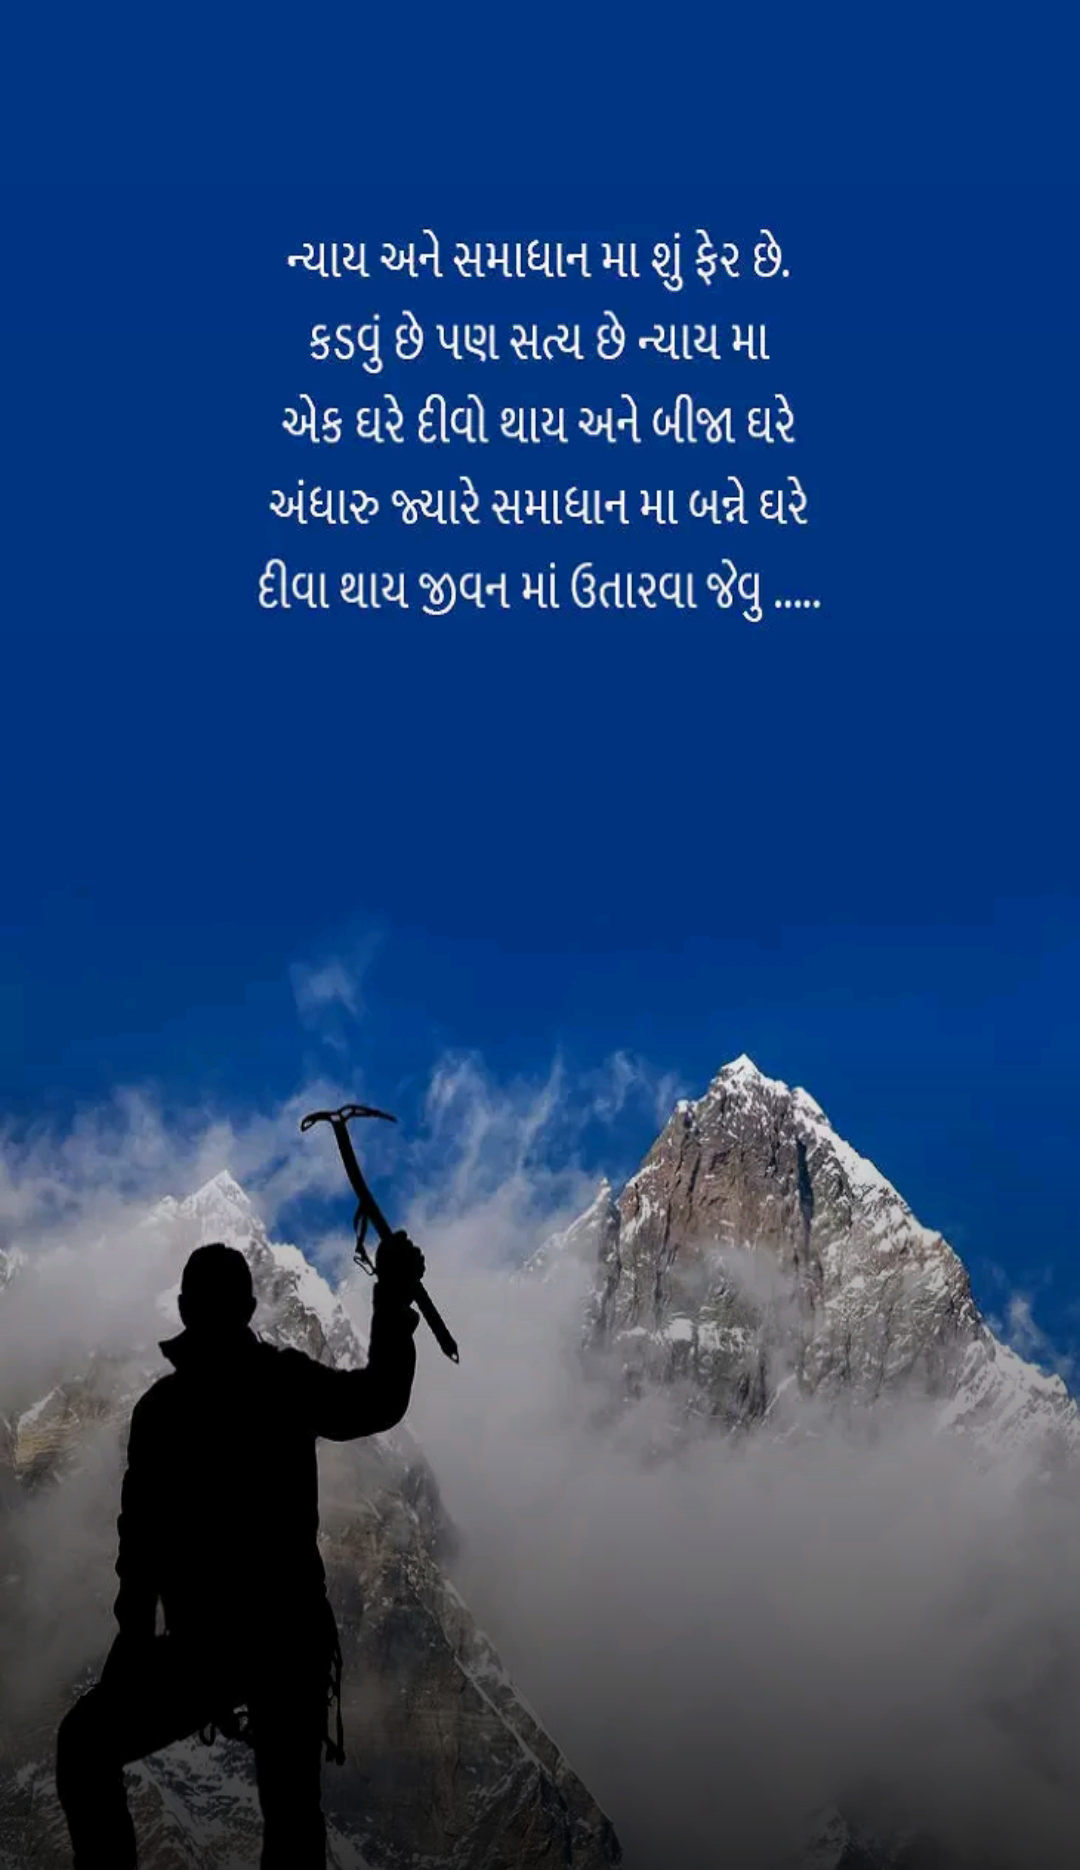 ન્યાય અને સમાધાન મા શું ફેર છે.
કડવું છે પણ સત્ય છે ન્યાય મા
એક ઘરે દીવો થાય અને બીજા ઘરે
અંધારુ જ્યારે સમાધાન મા બન્ને ઘરે
દીવા થાય જીવન માં ઉતારવા જેવુ .....